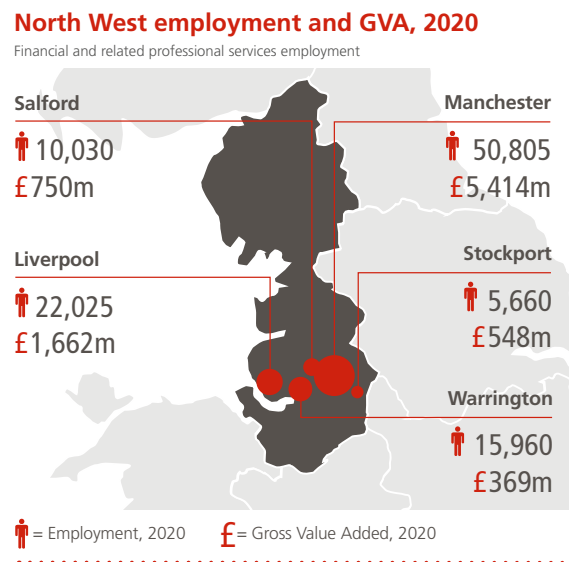 North West employment and GVA, 2020
Financial and related professional services employment
Salford
10,030
£750m
Manchester
50,805
£5,414m
Liverpool
22,025
£1,662m
Stockport
5,660
£548m
Warrington
15,960
£369m
= Employment, 2020
£= Gross Value Added, 2020